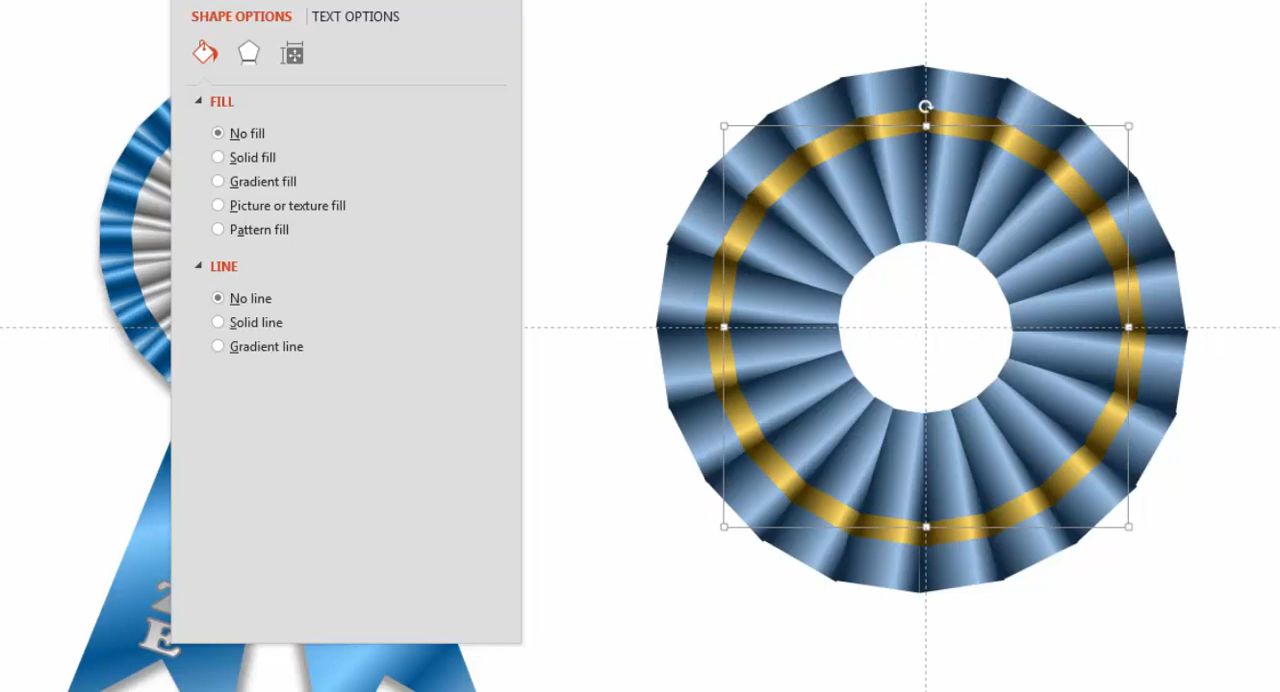 SHAPE OPTIONS TEXT OPTIONS
FILL
No fill
Solid fill
Gradient fill
Picture or texture fill
Pattern fill
LINE
No line
Solid line
Gradient line
E